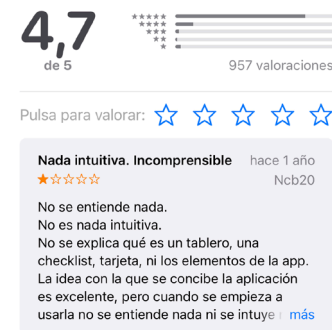 4,7
de 5
957 valoraciones
Pulsa para valorar:
Nada intuitiva. Incomprensible hace 1 año
Ncb20
No se entiende nada.
No es nada intuitiva.
No se explica qué es un tablero, una
checklist, tarjeta, ni los elementos de la app.
La idea con la que se concibe la aplicación
es excelente, pero cuando se empieza a
usarla no se entiende nada ni se intuye más